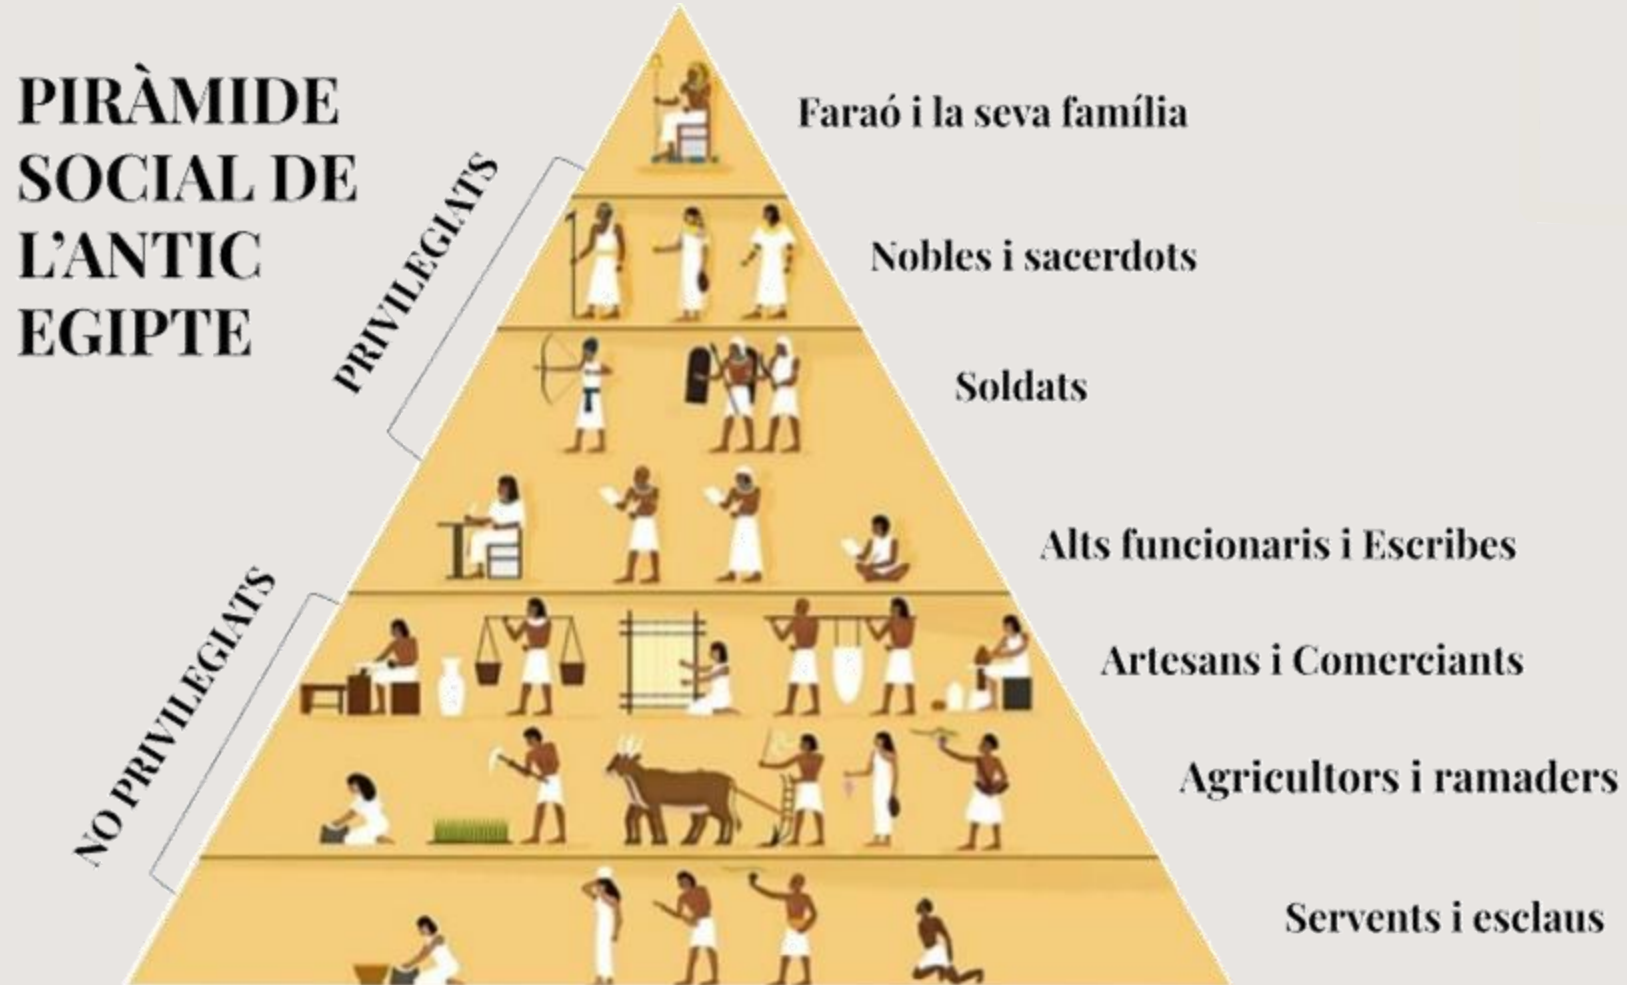 PIRÀMIDE
SOCIAL DE
L'ANTIC
EGIPTE
PRIVILEGIATS
NO PRIVILEGIATS
Faraó i la seva família
Nobles i sacerdots
Soldats
Alts funcionaris i Escribes
Artesans i Comerciants
Agricultors i ramaders
Servents i esclaus